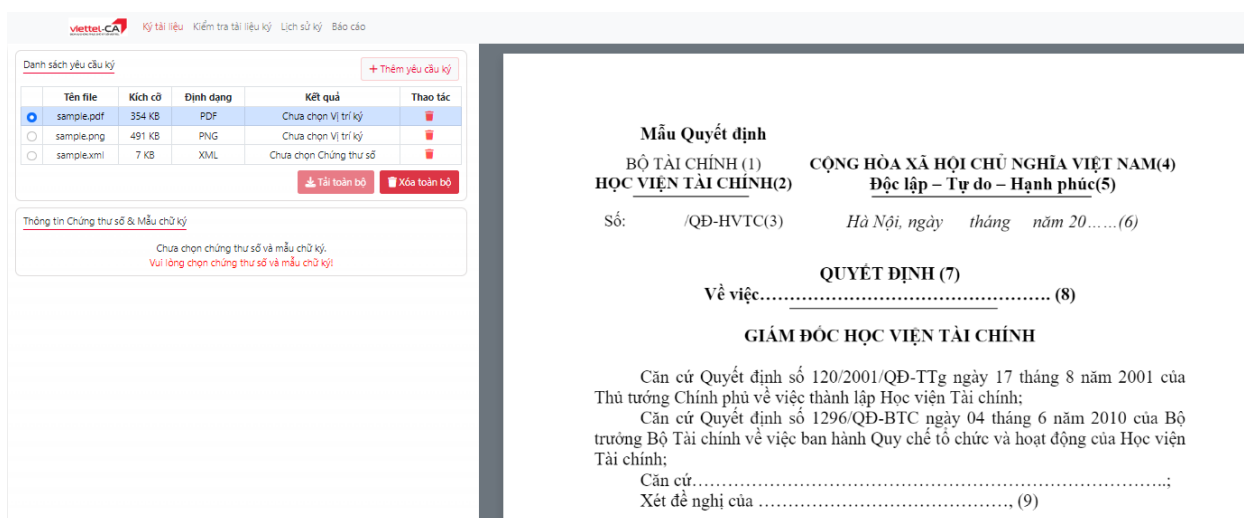 viettel-CA Ký tài liệu Kiểm tra tài liệu ký Lịch sử ký Báo cáo
Danh sách yêu cầu ký
+ Thêm yêu cầu ký
Tên file Kích cỡ Định dạng Kết quả Thao tác
sample.pdf 354 KB PDF Chưa chọn Vị trí ký
sample.png 491 KB PNG Chưa chọn Vị trí ký
sample.xml 7 KB XML Chưa chọn Chứng thư số
Tải toàn bộ Xóa toàn bộ
Thông tin Chứng thư số & Mẫu chữ ký
Chưa chọn chứng thư số và mẫu chữ ký.
Vui lòng chọn chứng thư số và mẫu chữ ký!
Mẫu Quyết định
BỘ TÀI CHÍNH (1) CỘNG HÒA XÃ HỘI CHỦ NGHĨA VIỆT NAM(4)
HỌC VIỆN TÀI CHÍNH(2) Độc lập – Tự do – Hạnh phúc(5)
Số: /QĐ-HVTC(3) Hà Nội, ngày tháng năm 20……(6)
QUYẾT ĐỊNH (7)
Về việc…………………………………………. (8)
GIÁM ĐỐC HỌC VIỆN TÀI CHÍNH
Căn cứ Quyết định số 120/2001/QĐ-TTg ngày 17 tháng 8 năm 2001 của
Thủ tướng Chính phủ về việc thành lập Học viện Tài chính;
Căn cứ Quyết định số 1296/QĐ-BTC ngày 04 tháng 6 năm 2010 của Bộ
trưởng Bộ Tài chính về việc ban hành Quy chế tổ chức và hoạt động của Học viện
Tài chính;
Căn cứ……………………………………………………………………..;
Xét đề nghị của ……………………………………, (9)